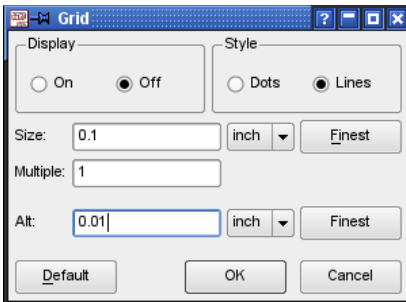 Grid ?
Display Style
On Off Dots Lines
Size: 0.1 inch Finest
Multiple: 1
Alt: 0.01 inch Finest
Default OK Cancel